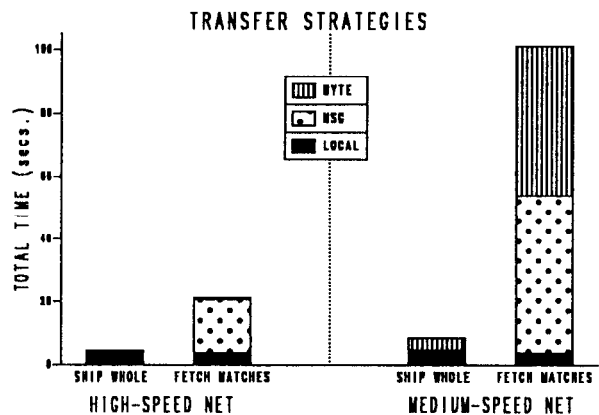 TRANSFER STRATEGIES
TOTAL TIME (secs.)
100
80
60
40
20
0
BYTE
MSG
LOCAL
SHIP WHOLE
FETCH MATCHES
SHIP WHOLE
FETCH MATCHES
HIGH-SPEED NET
MEDIUM-SPEED NET